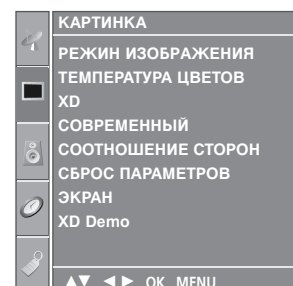 КАРТИНКА
РЕЖИН ИЗОБРАЖЕНИЯ
ТЕМПЕРАТУРА ЦВЕТОВ
XD
СОВРЕМЕННЫЙ
СООТНОШЕНИЕ СТОРОН
СБРОС ПАРАМЕТРОВ
ЭКРАН
XD Demo
▲▼ ◄► OK MENU